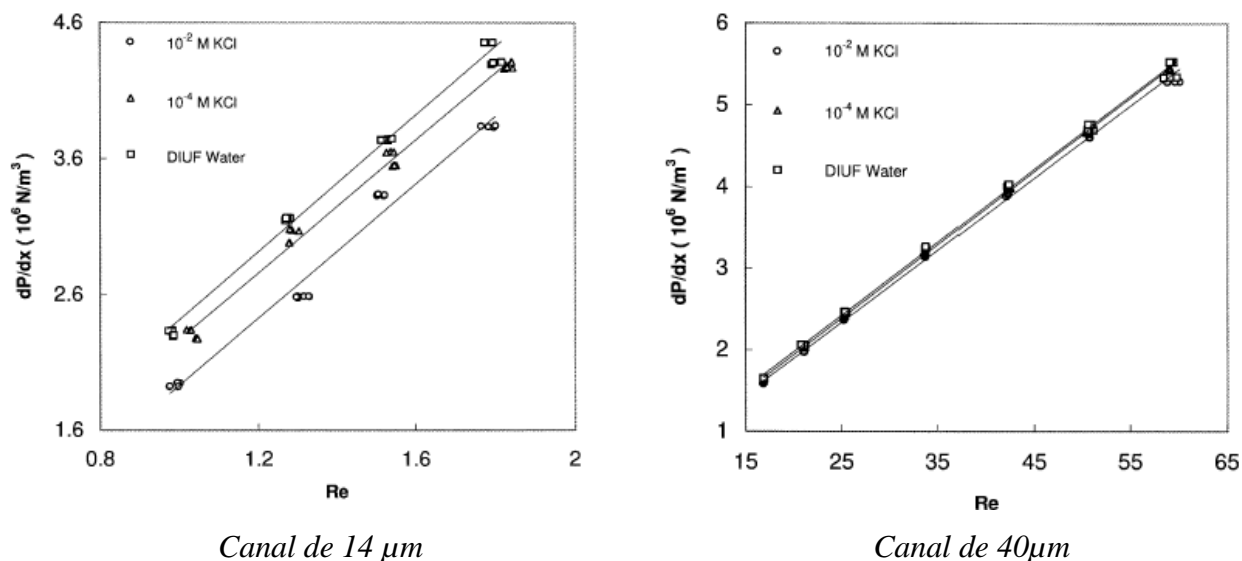 4.6
3.6
2.6
1.6
0.8
1.2
1.6
2
dP/dx ( 10⁶ N/m³ )
Re
10⁻² M KCl
10⁻⁴ M KCl
DIUF Water
Canal de 14 µm
6
5
4
3
2
1
15
25
35
45
55
65
dP/dx ( 10⁶ N/m³ )
Re
10⁻² M KCl
10⁻⁴ M KCl
DIUF Water
Canal de 40µm